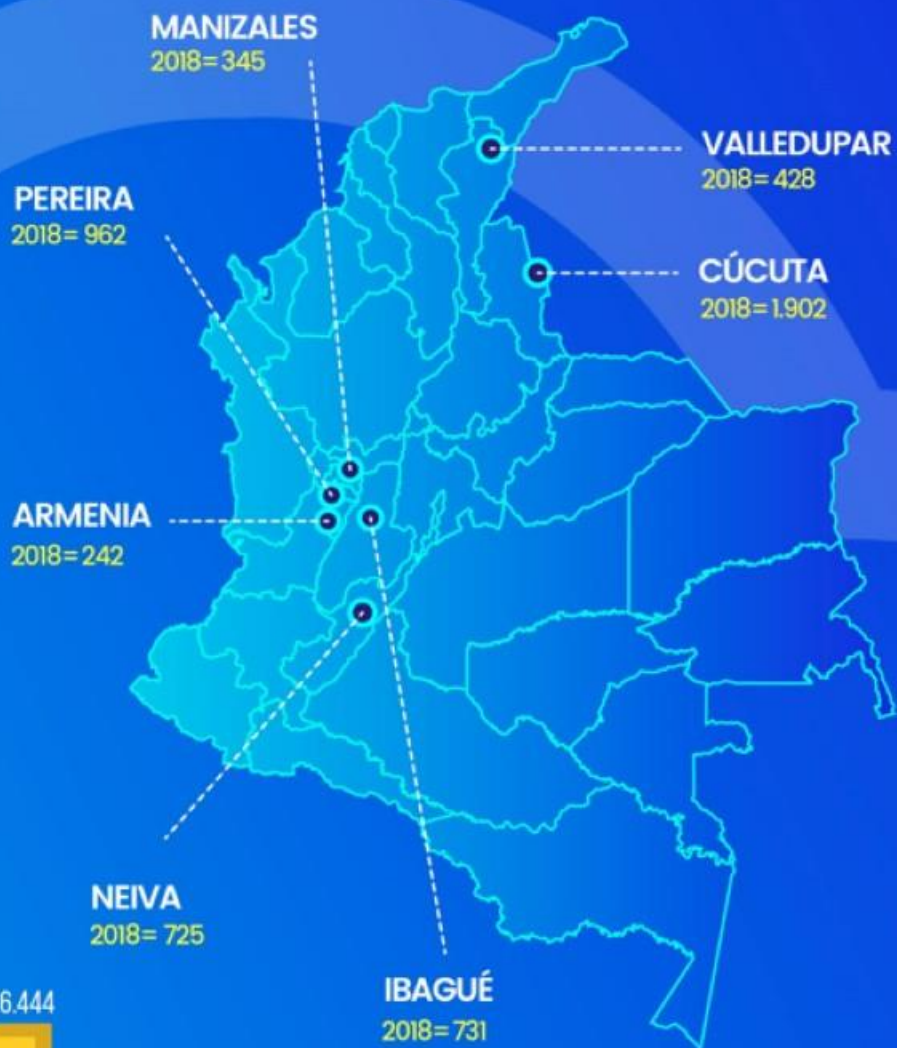 MANIZALES
2018=345
VALLEDUPAR
2018=428
PEREIRA
2018= 962
CÚCUTA
2018=1.902
ARMENIA
2018=242
NEIVA
2018= 725
IBAGUÉ
2018=731
6.444